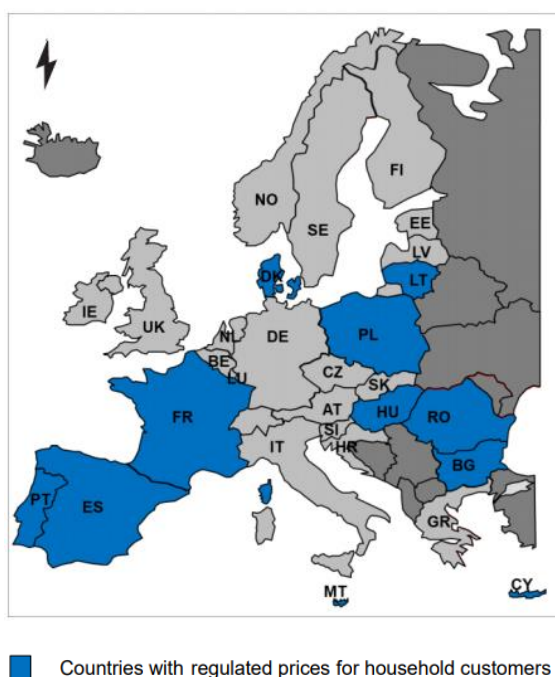 NO
FI
SE
EE
LV
DK
LT
IE
UK
NL
DE
PL
BE
LU
CZ
SK
FR
AT
HU
RO
SI
HR
IT
BG
PT
ES
GR
MT
CY
Countries with regulated prices for household customers